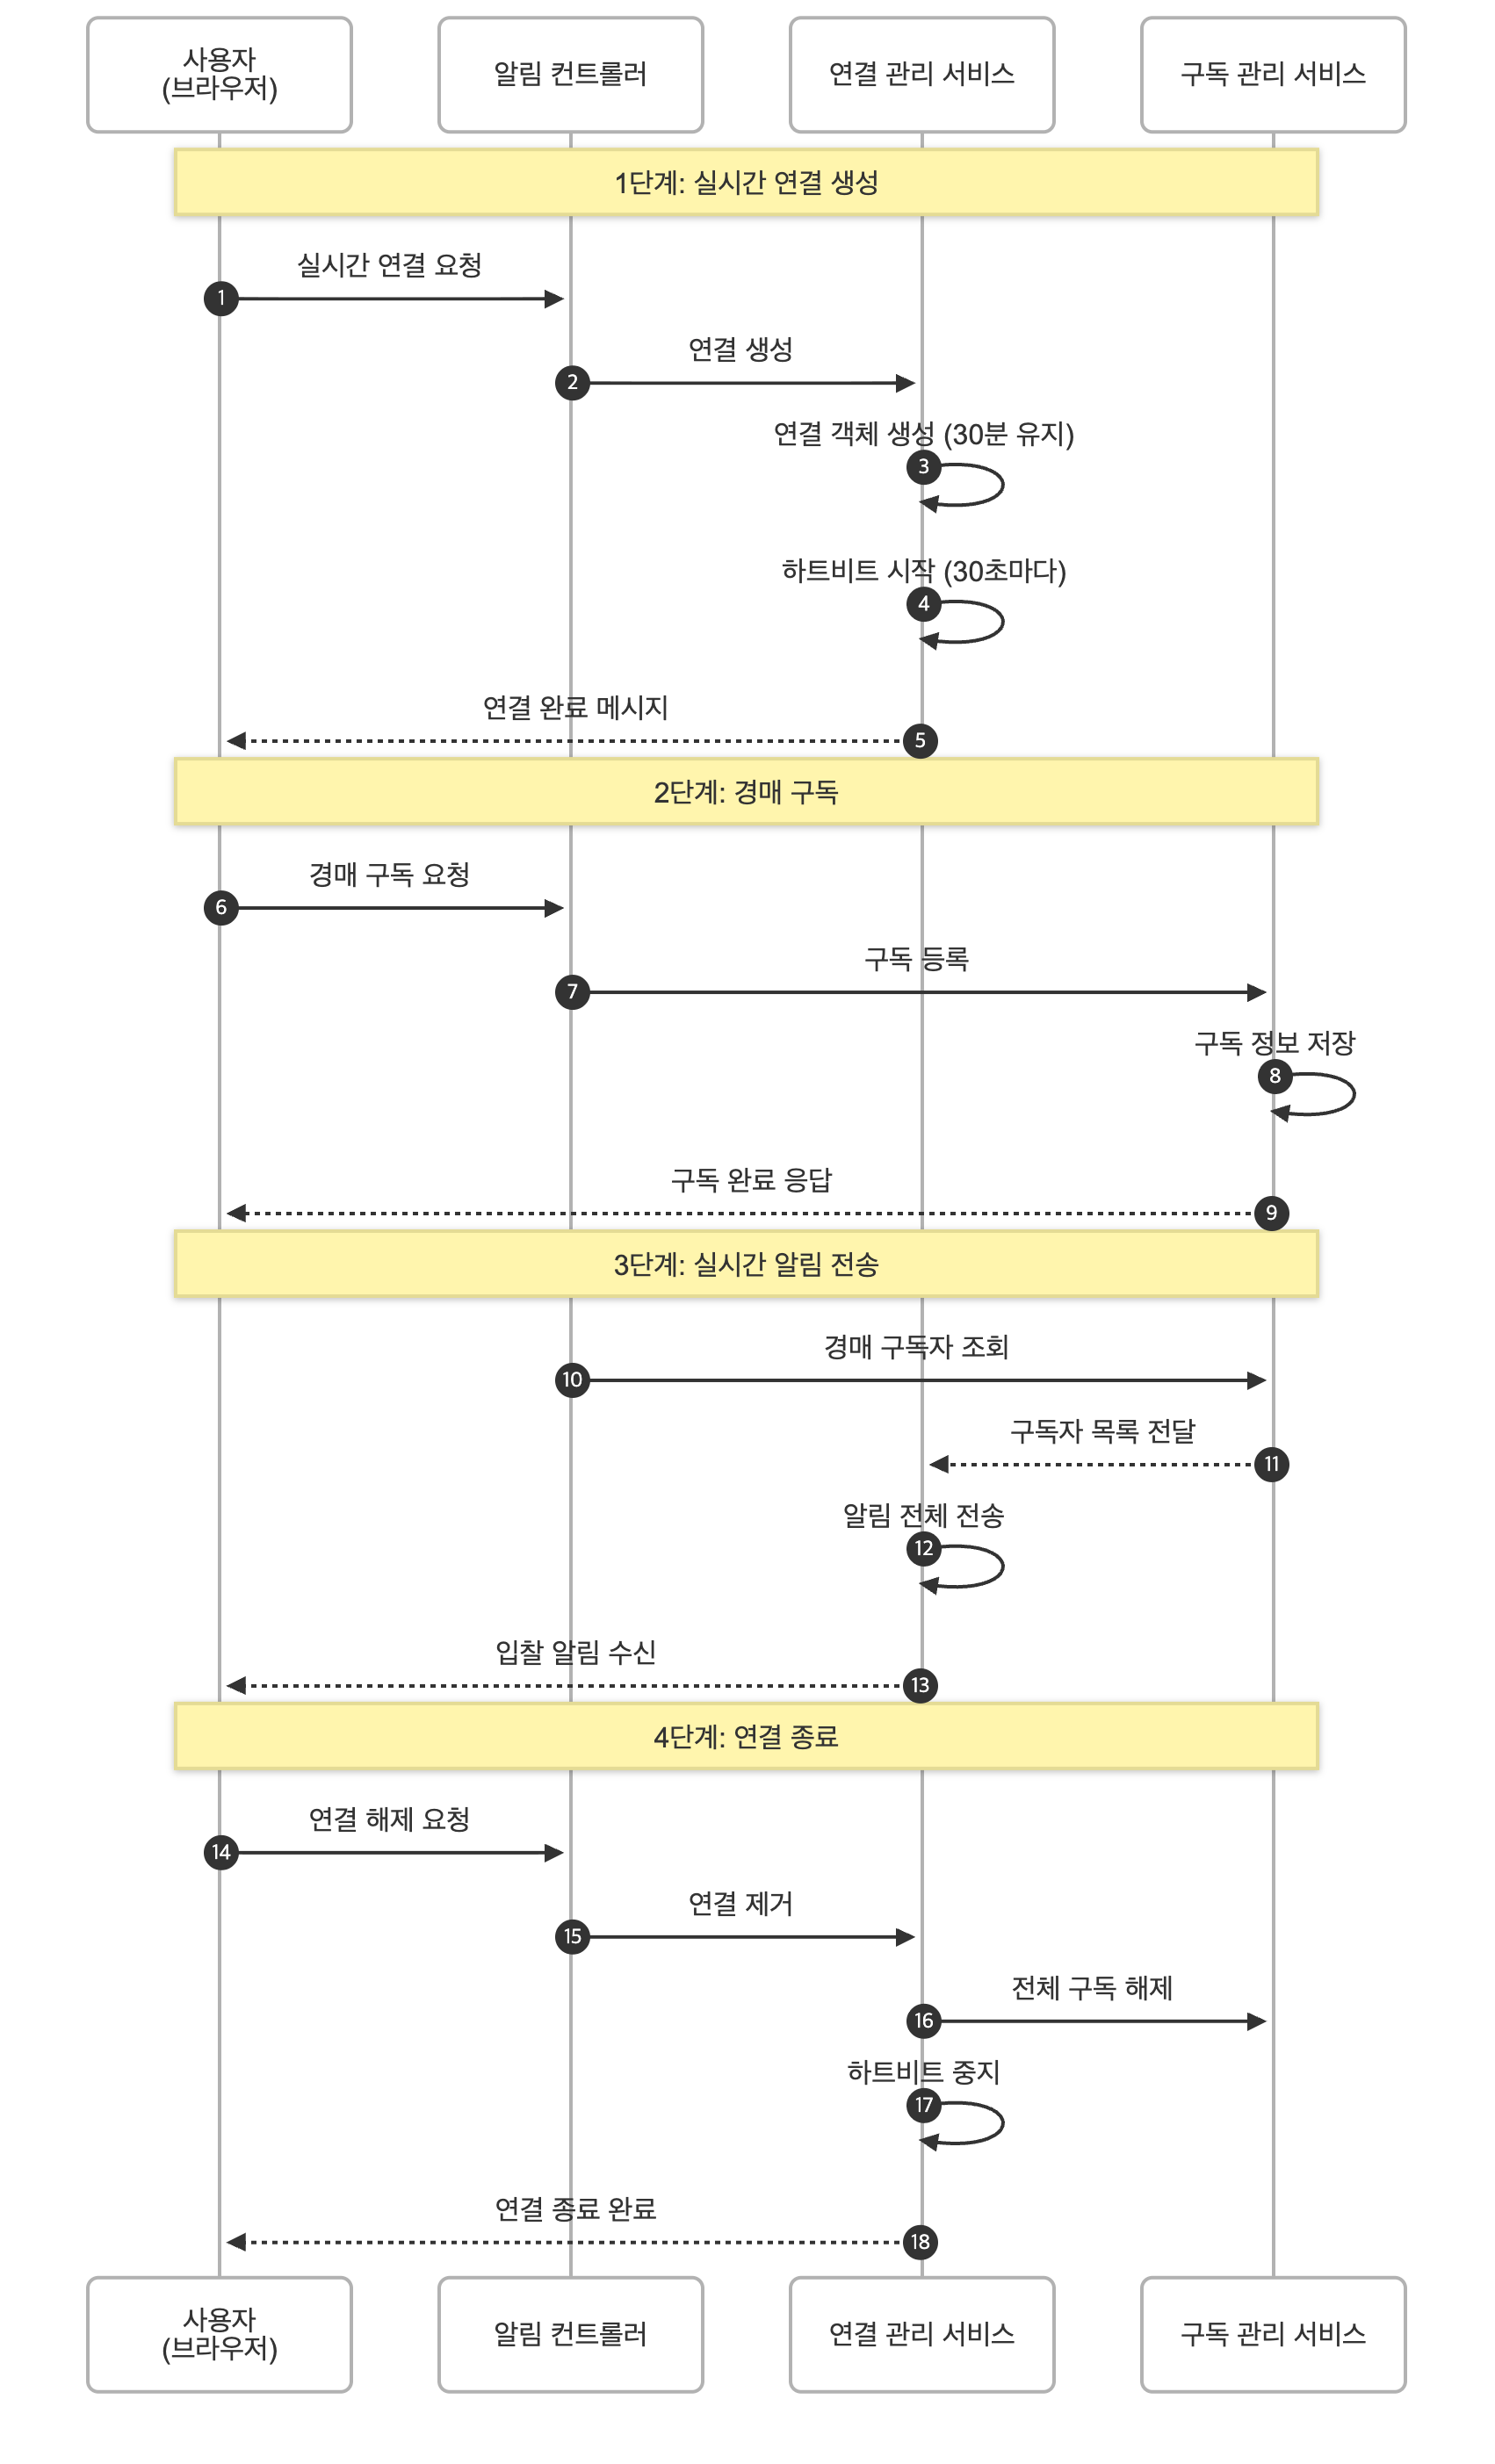 사용자
(브라우저)
알림 컨트롤러
연결 관리 서비스
구독 관리 서비스
1단계: 실시간 연결 생성
실시간 연결 요청
1
연결 생성
2
연결 객체 생성 (30분 유지)
3
하트비트 시작 (30초마다)
4
연결 완료 메시지
5
2단계: 경매 구독
경매 구독 요청
6
구독 등록
7
구독 정보 저장
8
구독 완료 응답
9
3단계: 실시간 알림 전송
경매 구독자 조회
10
구독자 목록 전달
11
알림 전체 전송
12
입찰 알림 수신
13
4단계: 연결 종료
연결 해제 요청
14
연결 제거
15
전체 구독 해제
16
하트비트 중지
17
연결 종료 완료
18
사용자
(브라우저)
알림 컨트롤러
연결 관리 서비스
구독 관리 서비스